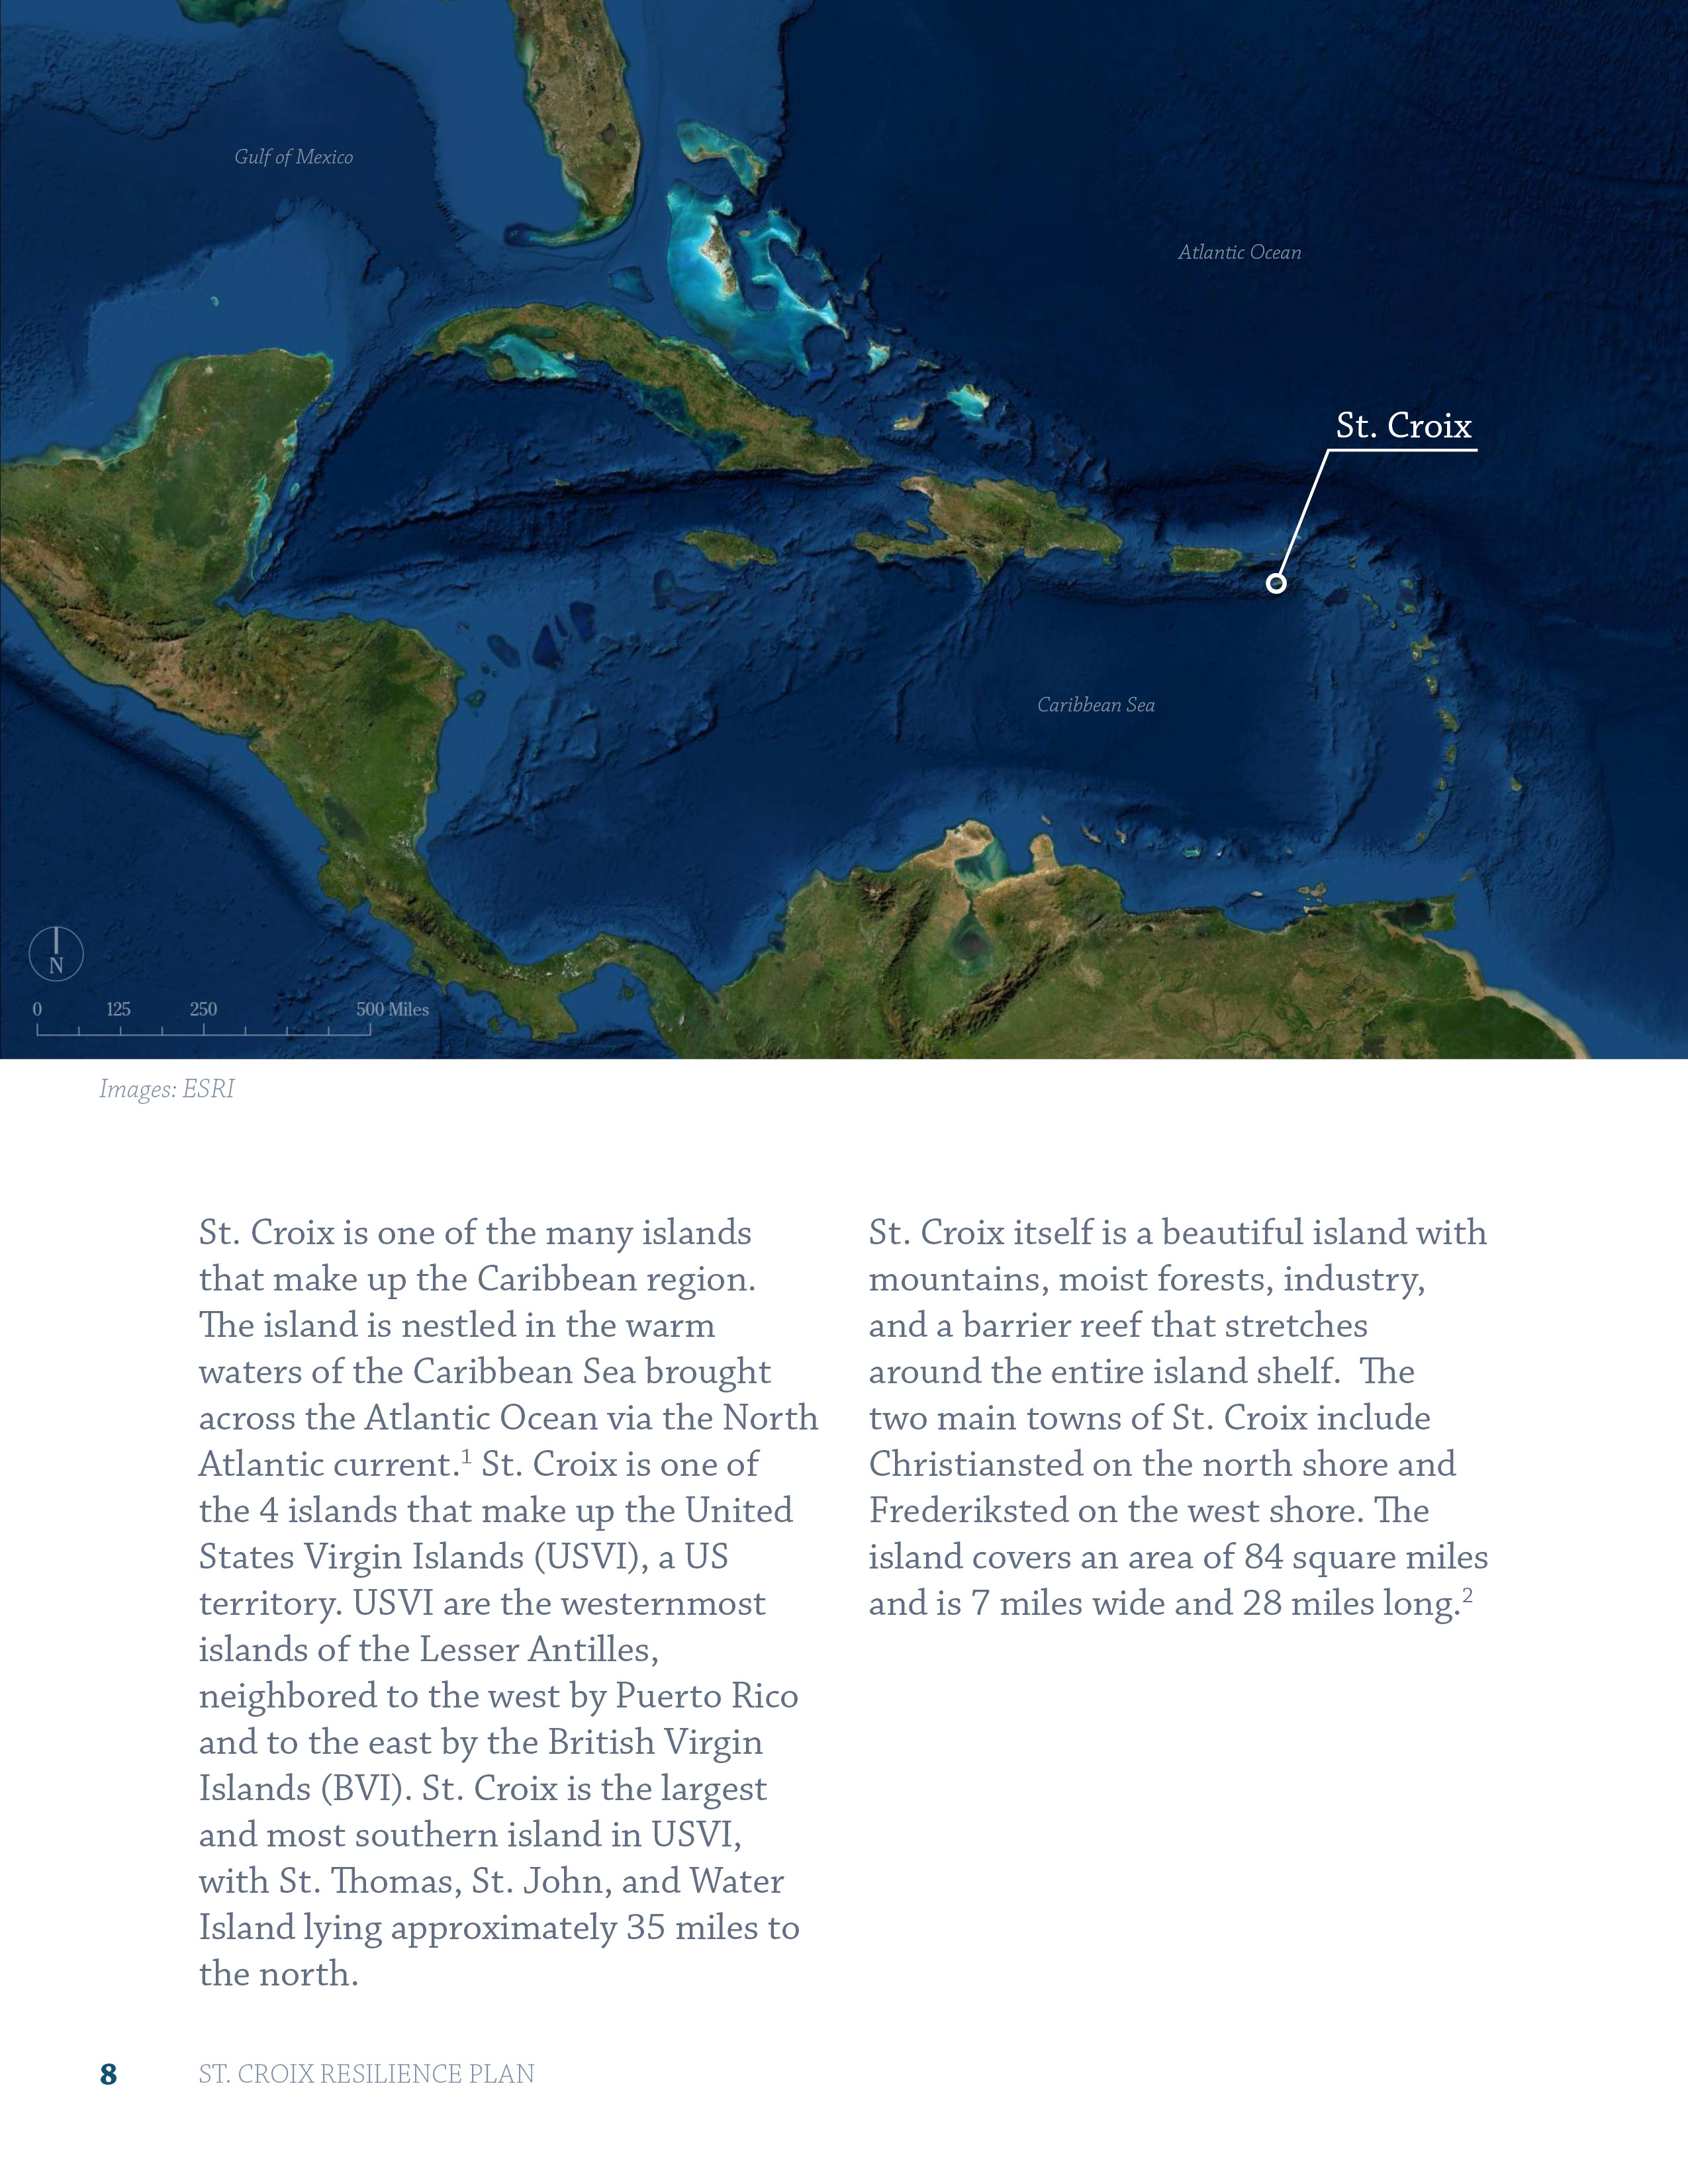 Gulf of Mexico
Atlantic Ocean
St. Croix
Caribbean Sea
N
0 125 250 500 Miles
Images: ESRI
St. Croix is one of the many islands
that make up the Caribbean region.
The island is nestled in the warm
waters of the Caribbean Sea brought
across the Atlantic Ocean via the North
Atlantic current.1 St. Croix is one of
the 4 islands that make up the United
States Virgin Islands (USVI), a US
territory. USVI are the westernmost
islands of the Lesser Antilles,
neighbored to the west by Puerto Rico
and to the east by the British Virgin
Islands (BVI). St. Croix is the largest
and most southern island in USVI,
with St. Thomas, St. John, and Water
Island lying approximately 35 miles to
the north.
St. Croix itself is a beautiful island with
mountains, moist forests, industry,
and a barrier reef that stretches
around the entire island shelf.  The
two main towns of St. Croix include
Christiansted on the north shore and
Frederiksted on the west shore. The
island covers an area of 84 square miles
and is 7 miles wide and 28 miles long.2
8 ST. CROIX RESILIENCE PLAN